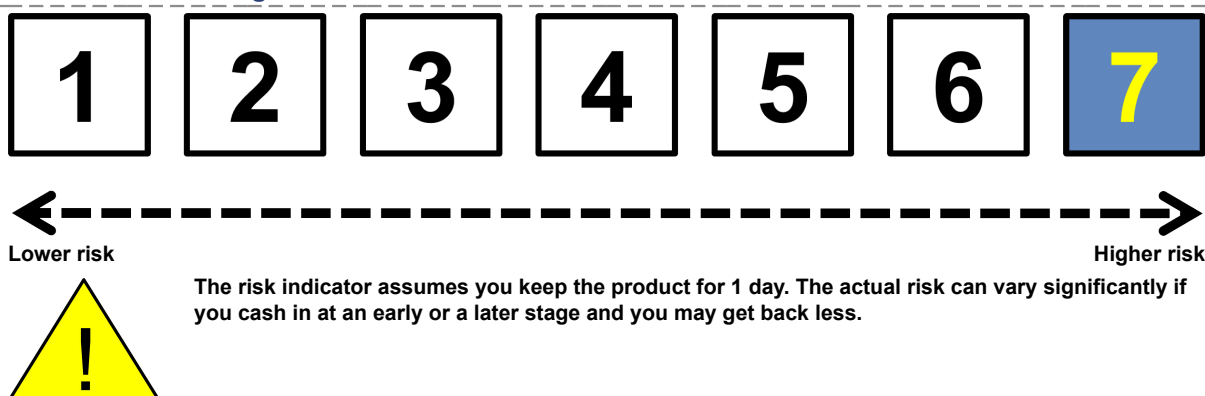 1 2 3 4 5 6 7
Lower risk Higher risk
The risk indicator assumes you keep the product for 1 day. The actual risk can vary significantly if
you cash in at an early or a later stage and you may get back less.
!